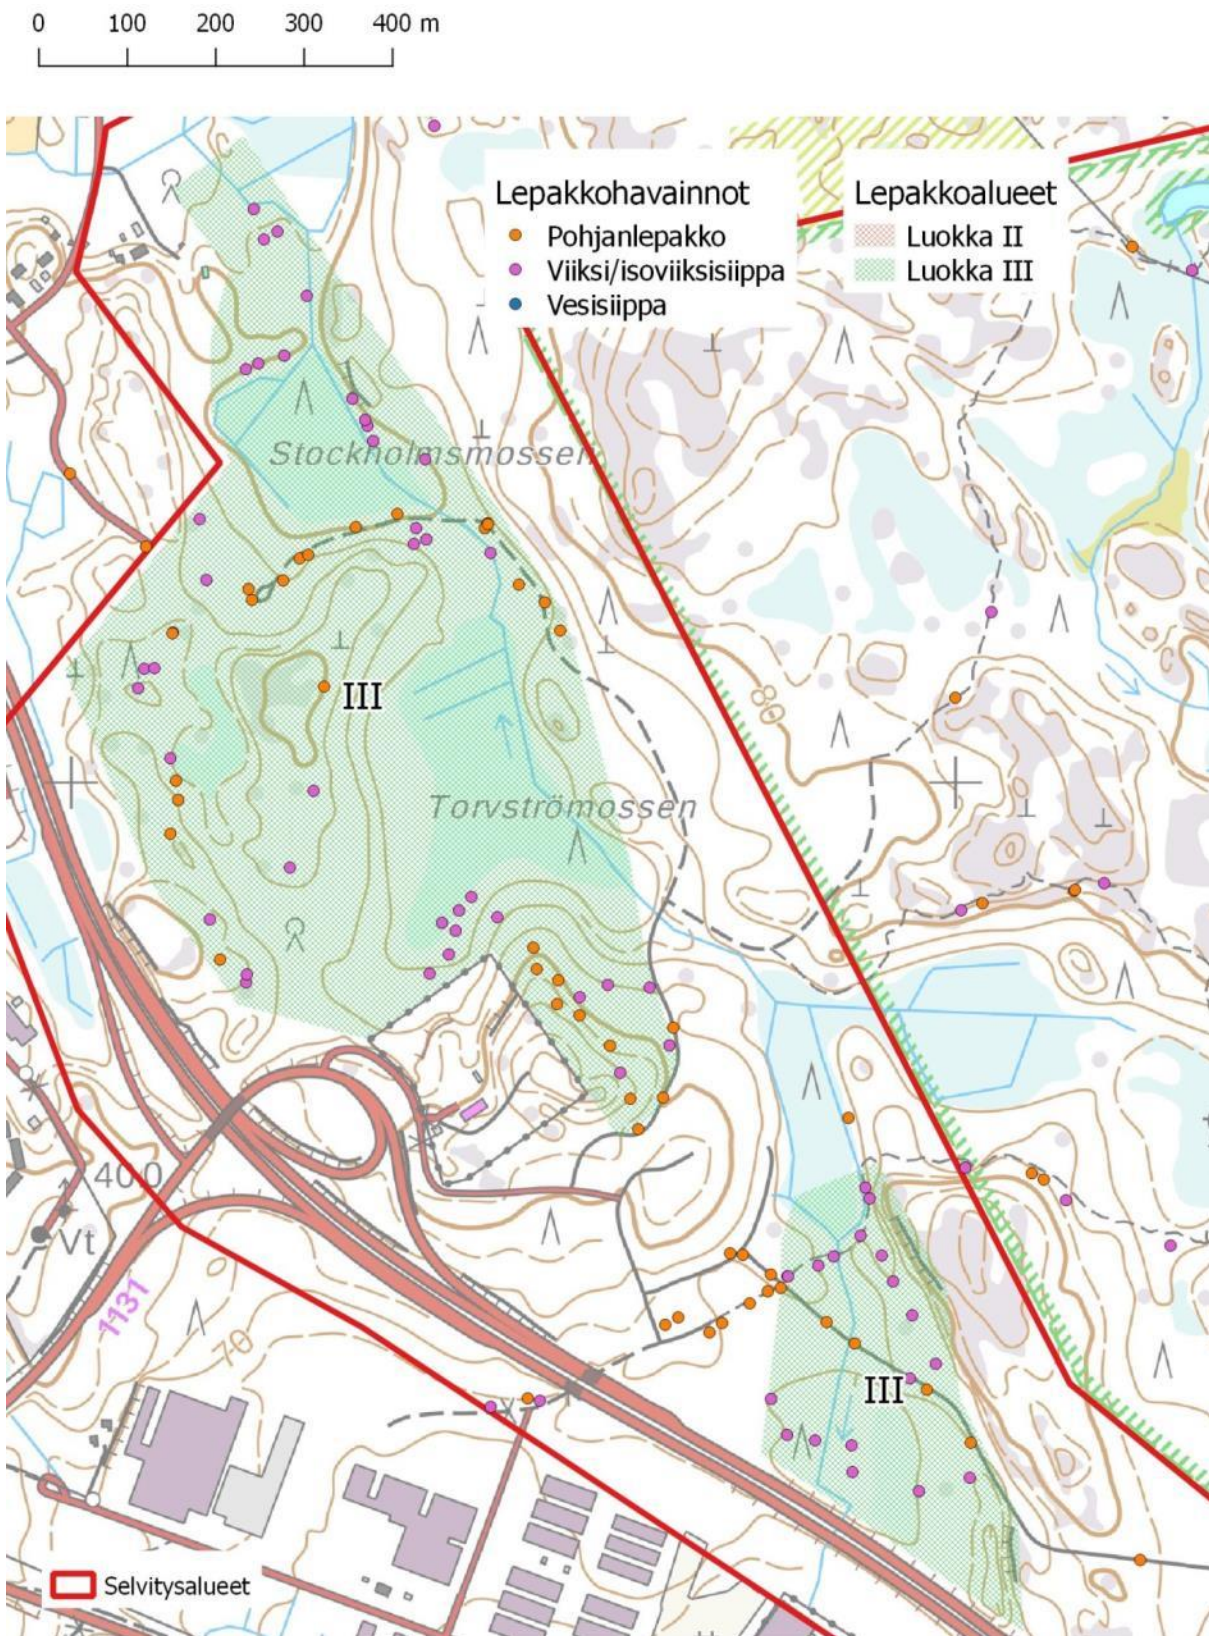 0 100 200 300 400 m
Lepakkohavainnot
Pohjanlepakko
Viiksi/isoviiksisiippa
Vesisiippa
Lepakkoalueet
Luokka II
Luokka III
Stockholmsmossen
III
80
Torvströmossen
400
Vt
1131
70
III
Selvitysalueet